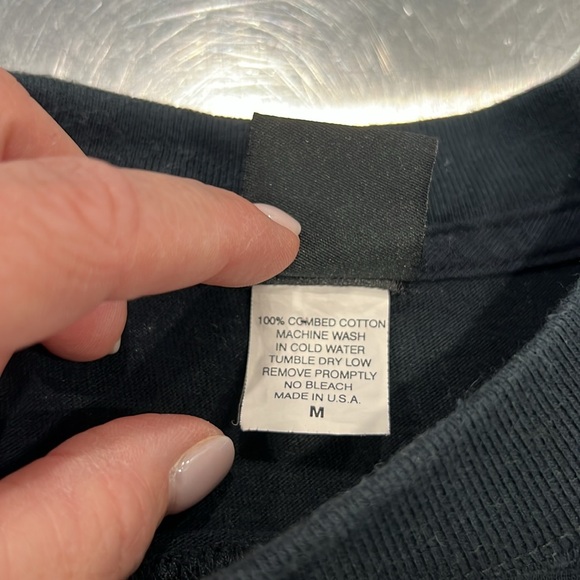 100% COMBED COTTON
MACHINE WASH
IN COLD WATER
TUMBLE DRY LOW
REMOVE PROMPTLY
NO BLEACH
MADE IN U.S.A.
M